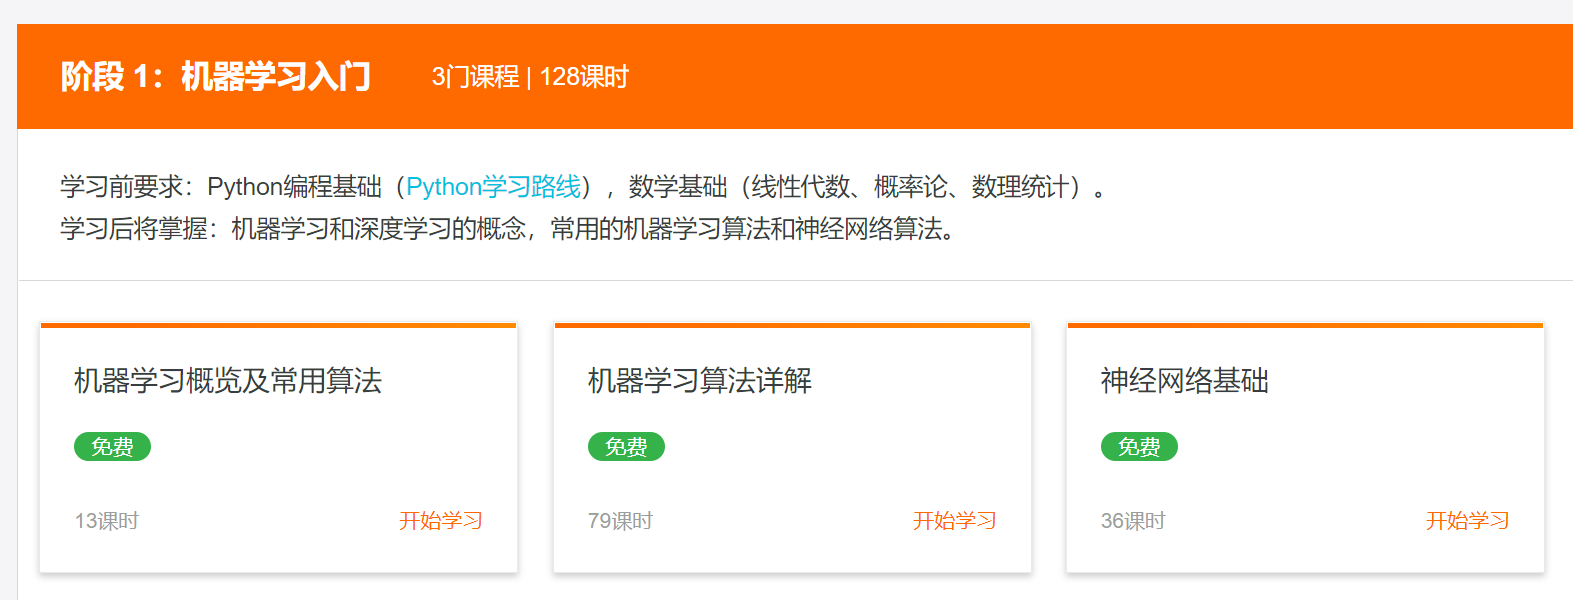 阶段 1：机器学习入门 3门课程 | 128课时
学习前要求：Python编程基础（Python学习路线），数学基础（线性代数、概率论、数理统计）。
学习后将掌握：机器学习和深度学习的概念，常用的机器学习算法和神经网络算法。
机器学习概览及常用算法
免费
13课时 开始学习
机器学习算法详解
免费
79课时 开始学习
神经网络基础
免费
36课时 开始学习